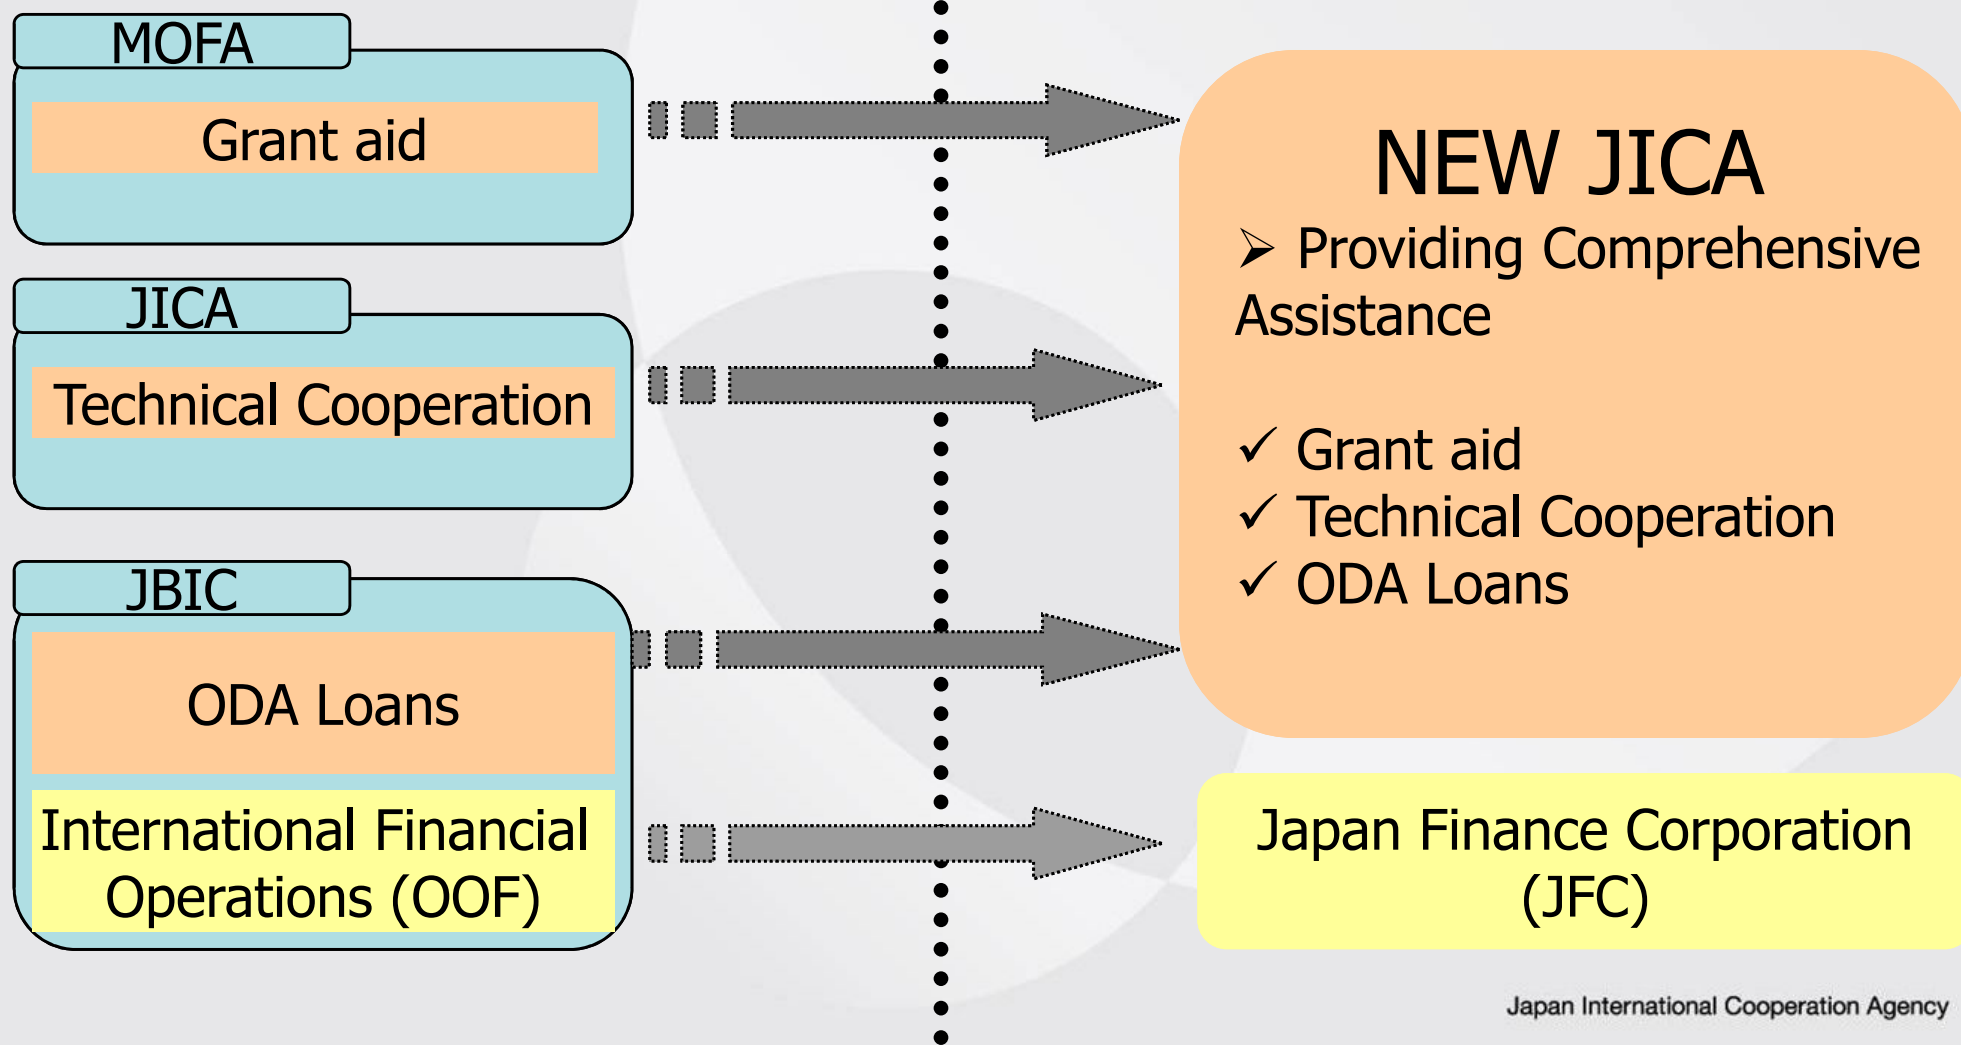 MOFA
Grant aid
JICA
Technical Cooperation
JBIC
ODA Loans
International Financial
Operations (OOF)
NEW JICA
➢ Providing Comprehensive
Assistance
✓ Grant aid
✓ Technical Cooperation
✓ ODA Loans
Japan Finance Corporation
(JFC)
Japan International Cooperation Agency